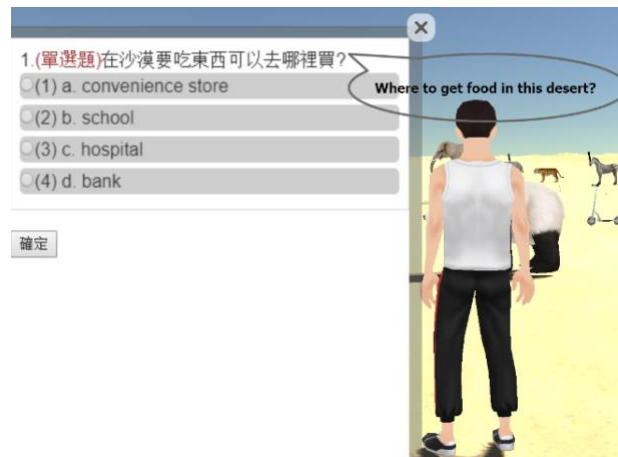 1.(單選題)在沙漠要吃東西可以去哪裡買?
(1) a. convenience store
(2) b. school
(3) c. hospital
(4) d. bank
確定
Where to get food in this desert?